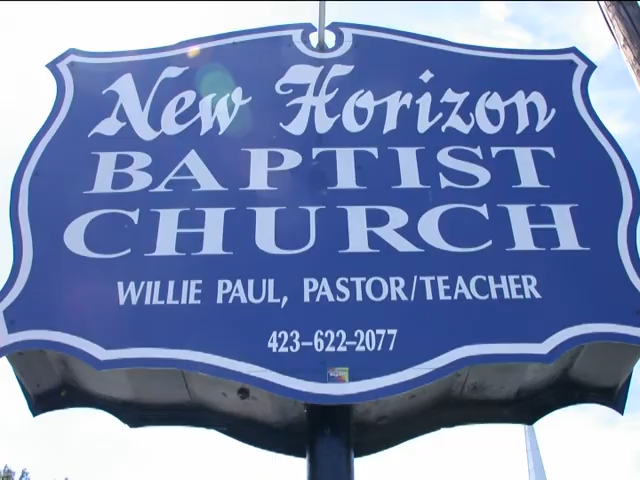 New Horizon
BAPTIST
CHURCH
WILLIE PAUL, PASTOR/TEACHER
423-622-2077